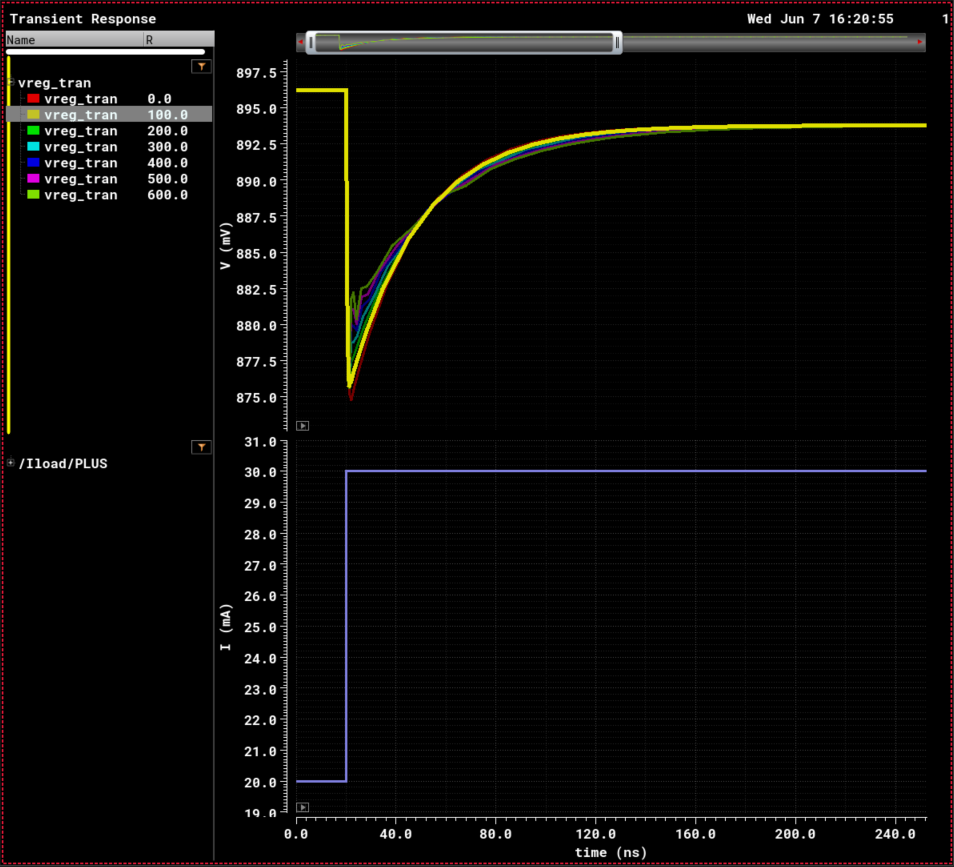 Transient Response
Wed Jun 7 16:20:55 1
Name R
vreg_tran
vreg_tran 0.0
vreg_tran 100.0
vreg_tran 200.0
vreg_tran 300.0
vreg_tran 400.0
vreg_tran 500.0
vreg_tran 600.0
/Iload/PLUS
V (mV)
897.5
895.0
892.5
890.0
887.5
885.0
882.5
880.0
877.5
875.0
I (mA)
31.0
30.0
29.0
28.0
27.0
26.0
25.0
24.0
23.0
22.0
21.0
20.0
19.0
0.0 40.0 80.0 120.0 160.0 200.0 240.0
time (ns)